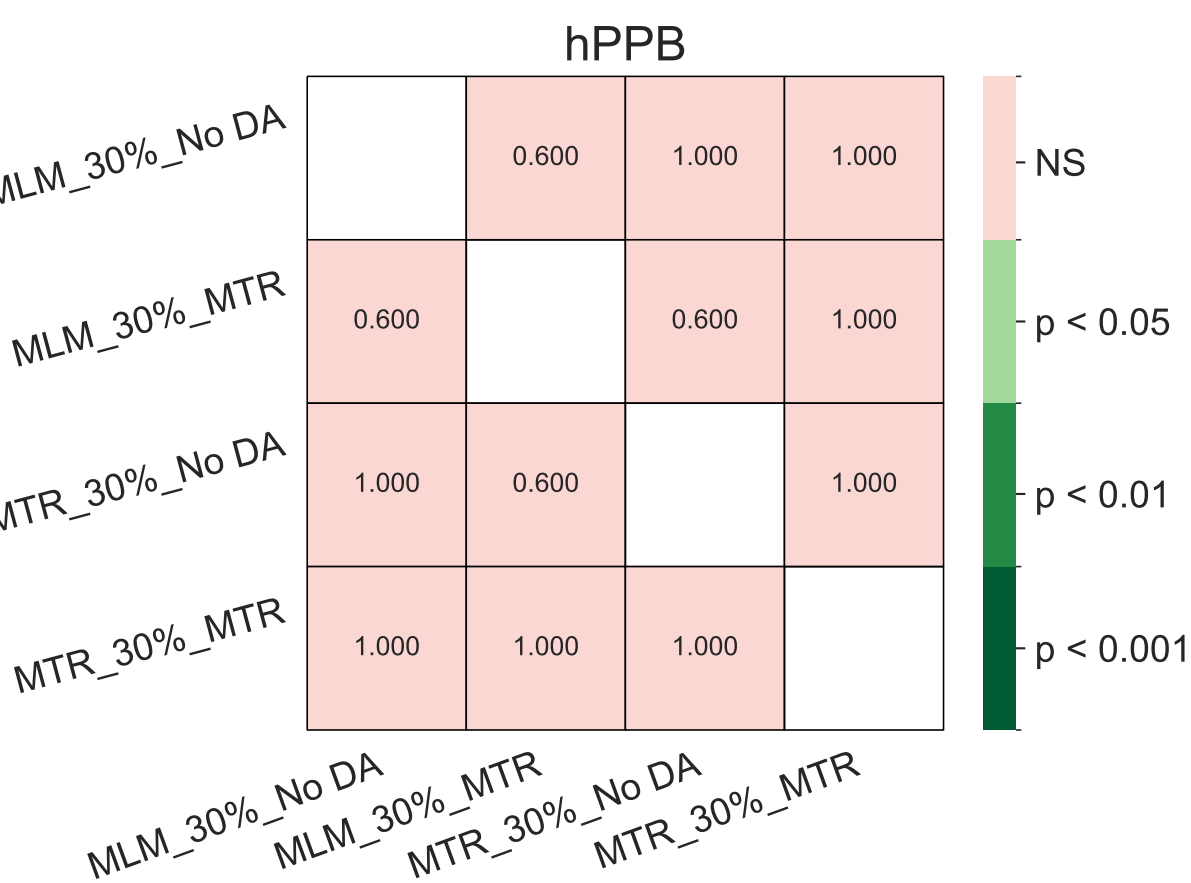 hPPB
MLM_30%_No DA
0.600 1.000 1.000
NS
MLM_30%_MTR
0.600 0.600 1.000
p < 0.05
MTR_30%_No DA
1.000 0.600 1.000
p < 0.01
MTR_30%_MTR
1.000 1.000 1.000
p < 0.001
MLM_30%_No DA
MLM_30%_MTR
MTR_30%_No DA
MTR_30%_MTR